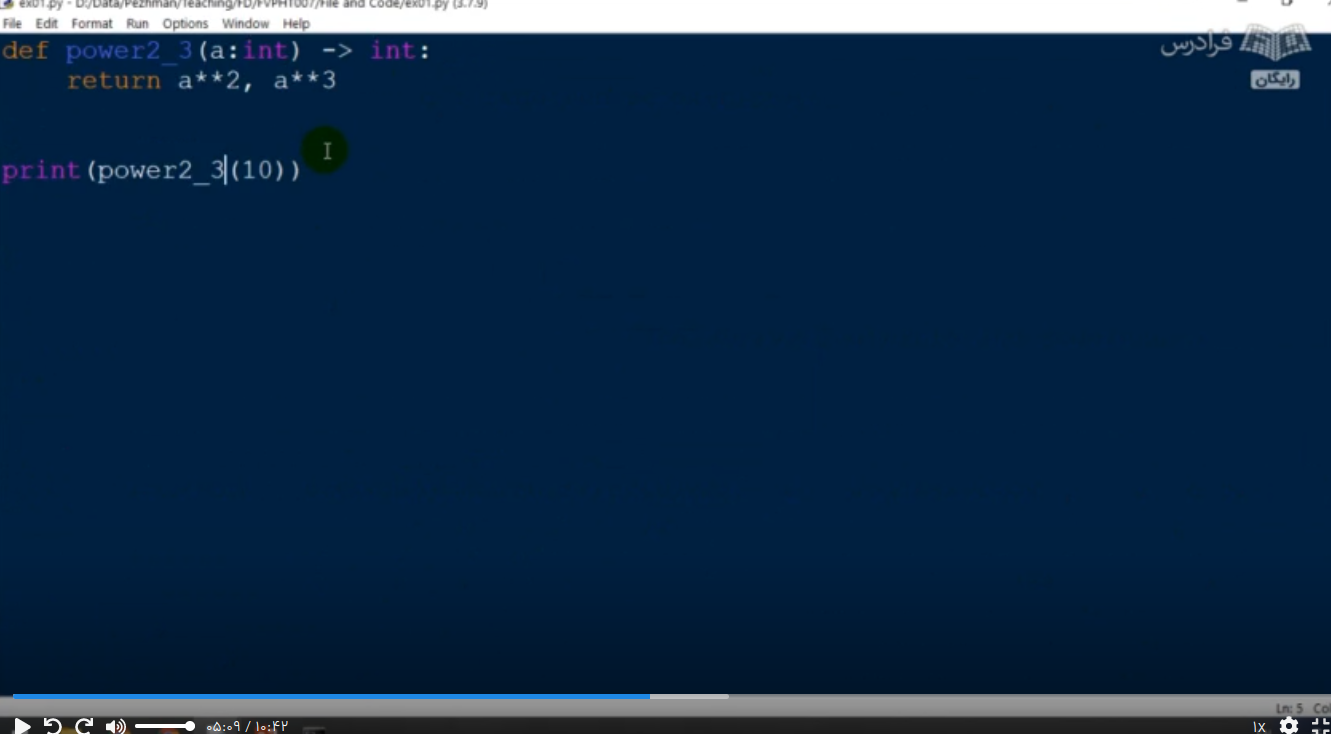 ex01.py - D:/Data/Pezhman/Teaching/FD/FVPHT007/File and Code/ex01.py (3.7.9)
File Edit Format Run Options Window Help
def power2_3(a:int) -> int:
    return a**2, a**3
print(power2_3(10))
فرادرس
رایگان
Ln: 5 Col
۰۵:۰۹ / ۱۰:۴۲
۱x